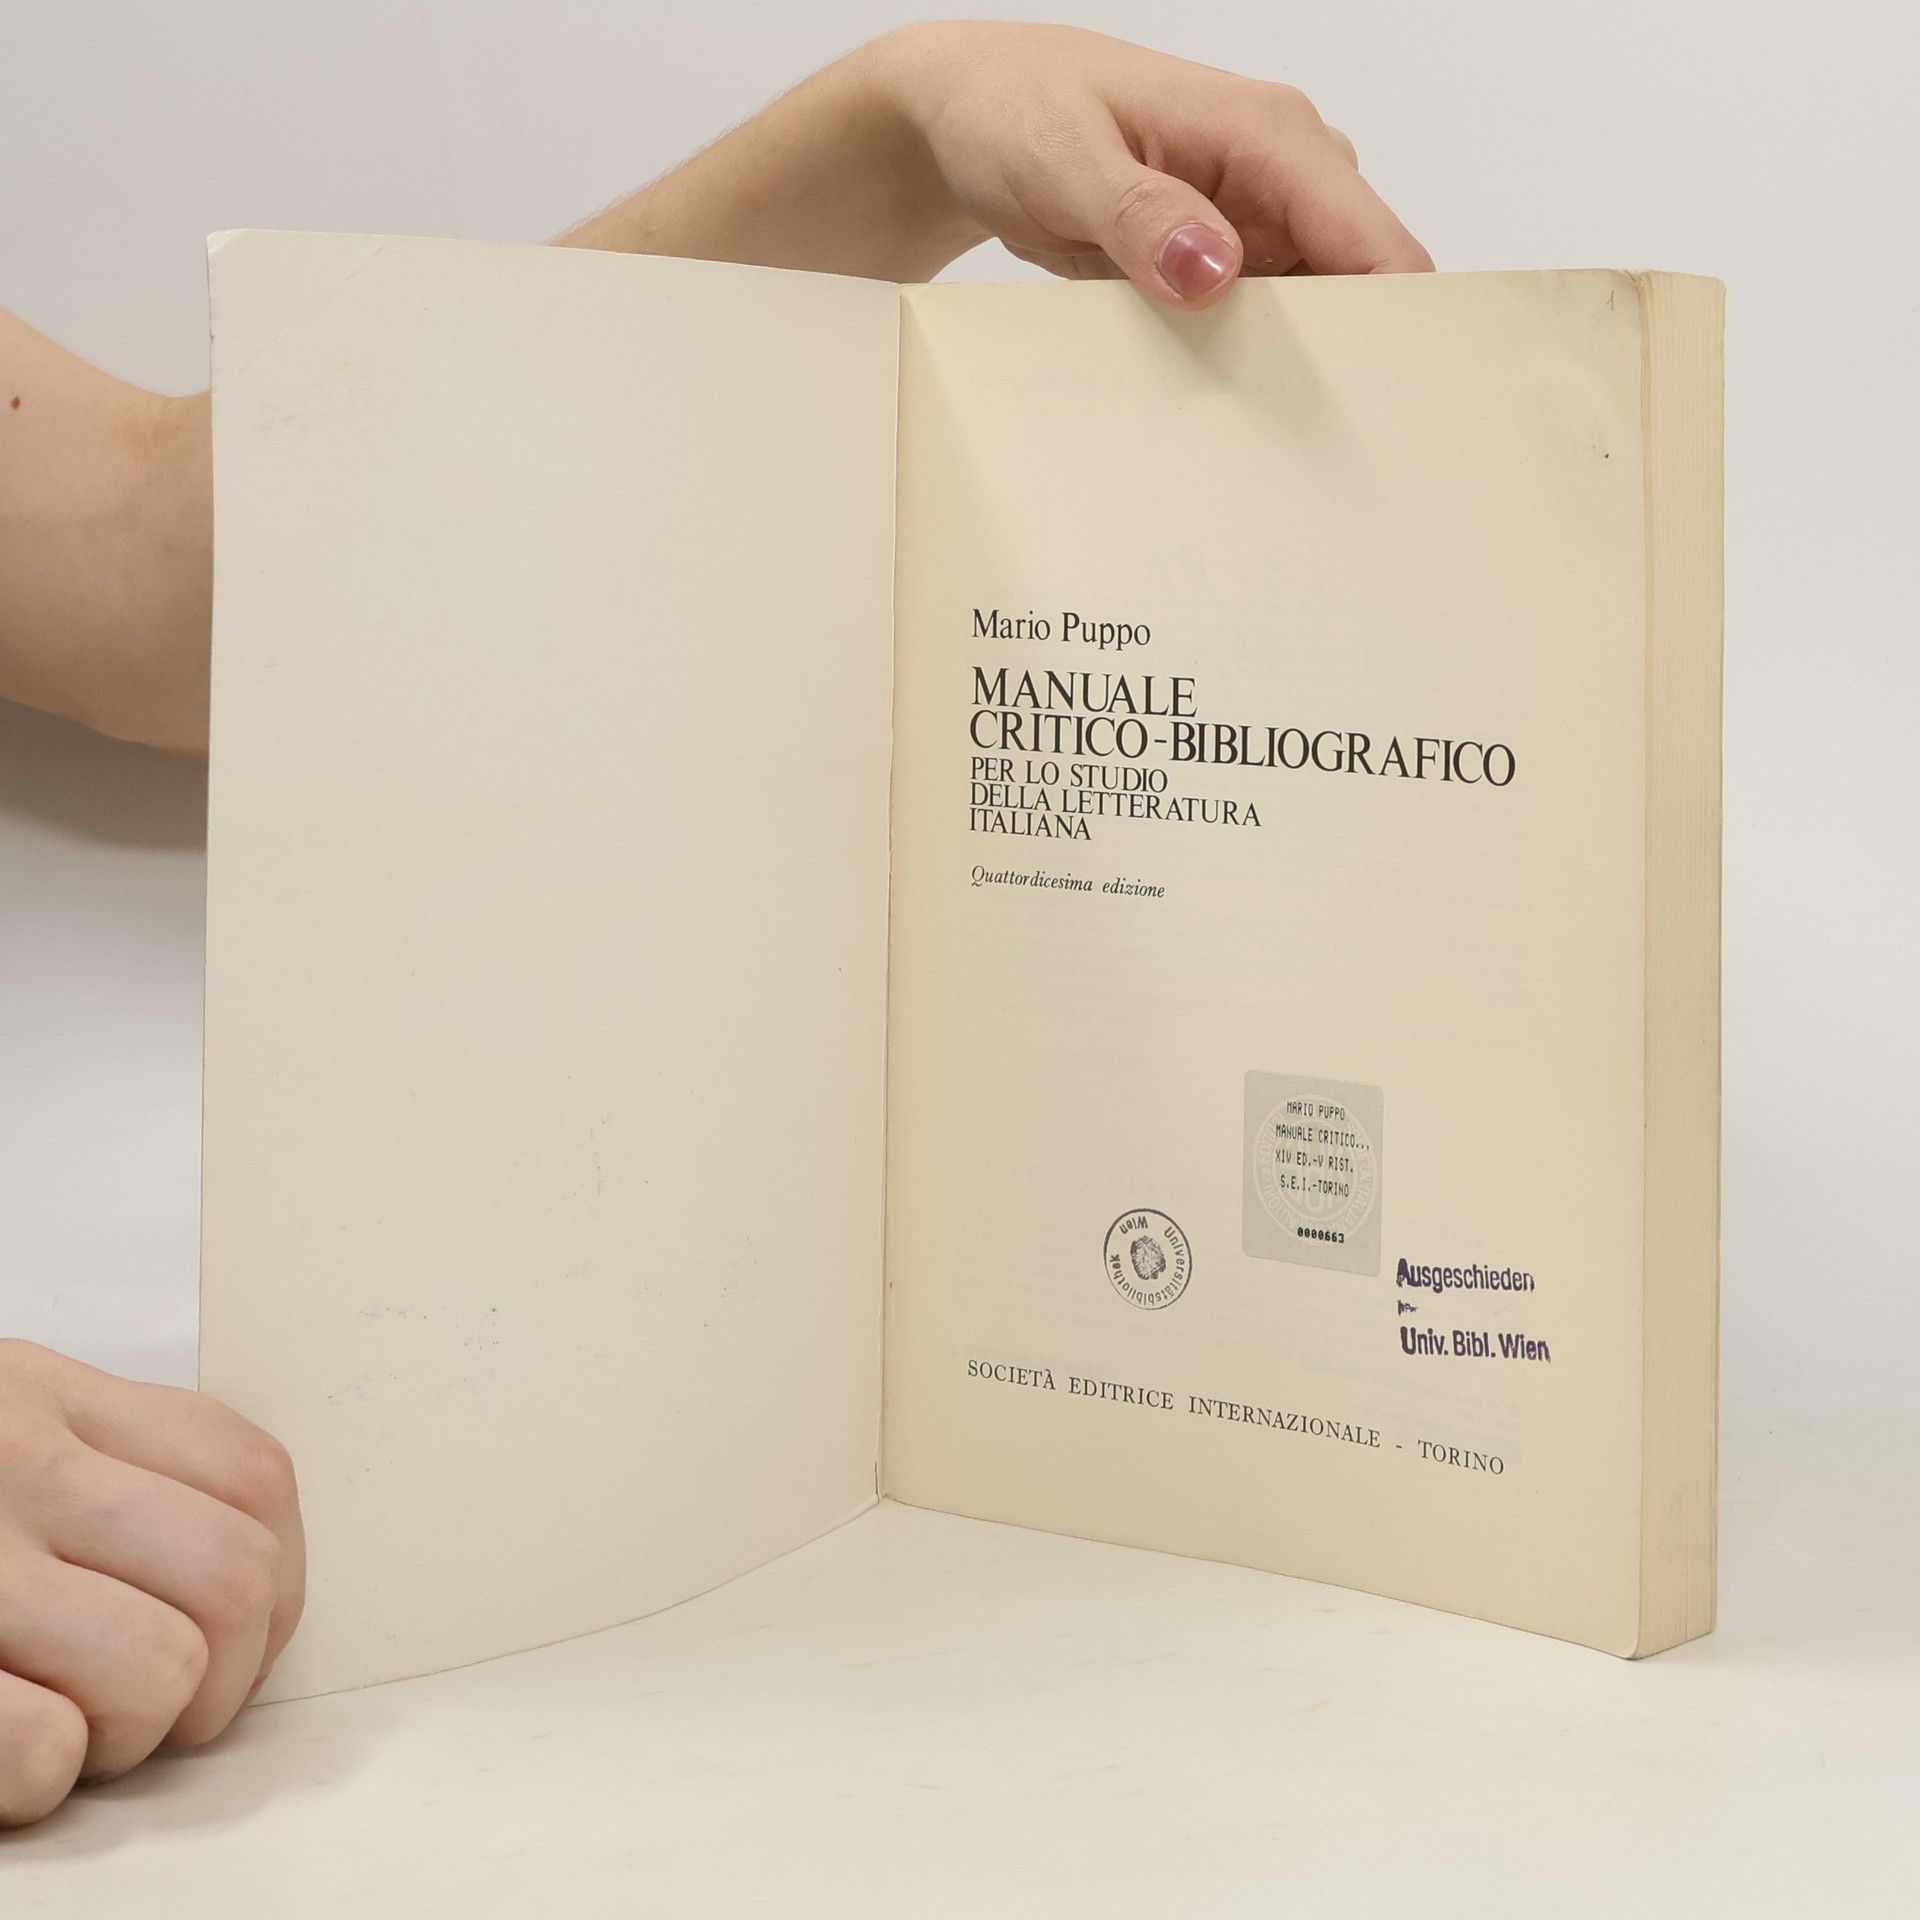 1
Mario Puppo
MANUALE
CRITICO-BIBLIOGRAFICO
PER LO STUDIO
DELLA LETTERATURA
ITALIANA
Quattordicesima edizione
MARIO PUPPO
MANUALE CRITICO...
XIV ED.-V RIST.
S.E.I.-TORINO
0000663
Universitätsbibliothek Wien
Ausgeschieden
Univ. Bibl. Wien
SOCIETÀ EDITRICE INTERNAZIONALE - TORINO